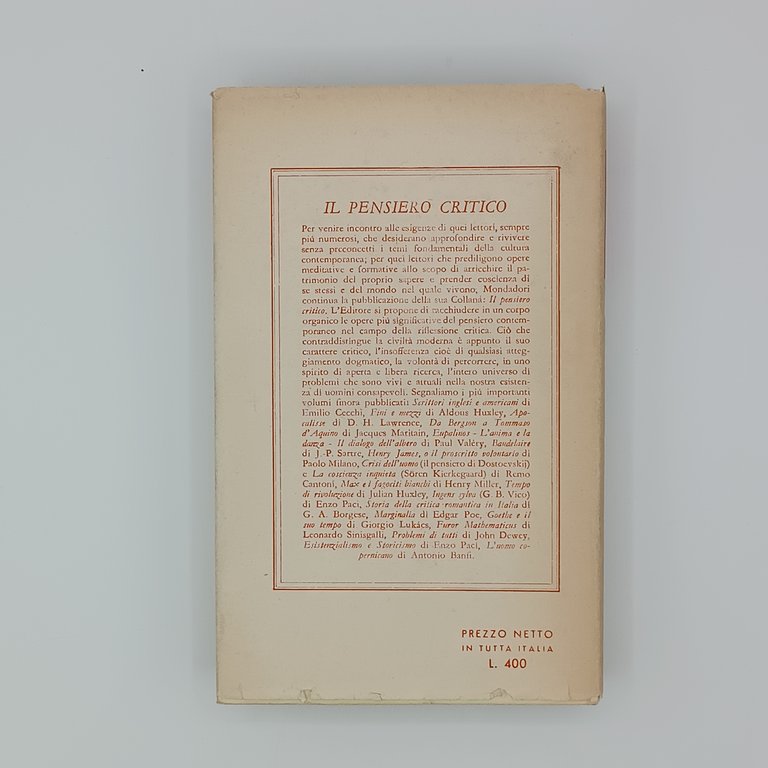 IL PENSIERO CRITICO
Per venire incontro alle esigenze di quei lettori, sempre
più numerosi, che desiderano approfondire e rivivere
senza preconcetti i temi fondamentali della cultura
contemporanea; per quei lettori che prediligono opere
meditative e formative allo scopo di arricchire il pa-
trimonio del proprio sapere e prender coscienza di
se stessi e del mondo nel quale vivono, Mondadori
continua la pubblicazione della sua Collana: Il pensiero
critico. L'Editore si propone di racchiudere in un corpo
organico le opere più significative del pensiero contem-
poraneo nel campo della riflessione critica. Ciò che
contraddistingue la civiltà moderna è appunto il suo
carattere critico, l'insofferenza cioè di qualsiasi atteg-
giamento dogmatico, la volontà di percorrere, in uno
spirito di aperta e libera ricerca, l'intero universo di
problemi che sono vivi e attuali nella nostra esisten-
za di uomini consapevoli. Segnaliamo i più importanti
volumi finora pubblicati: Scrittori inglesi e americani di
Emilio Cecchi, Fini e mezzi di Aldous Huxley, Apo-
calisse di D. H. Lawrence, Da Bergson a Tommaso
d'Aquino di Jacques Maritain, Eupalinos - L'anima e la
danza - Il dialogo dell'albero di Paul Valéry, Baudelaire
di J.-P. Sartre, Henry James, o il proscritto volontario di
Paolo Milano, Crisi dell'uomo (il pensiero di Dostoevskij)
e La coscienza inquieta (Sören Kierkegaard) di Remo
Cantoni, Max e i fagociti bianchi di Henry Miller, Tempo
di rivoluzione di Julian Huxley, Ingens sylva (G. B. Vico)
di Enzo Paci, Storia della critica romantica in Italia di
G. A. Borgese, Marginalia di Edgar Poe, Goethe e il
suo tempo di Giorgio Lukács, Furor Mathematicus di
Leonardo Sinisgalli, Problemi di tutti di John Dewey,
Esistenzialismo e Storicismo di Enzo Paci, L'uomo co-
pernicano di Antonio Banfi.
PREZZO NETTO
IN TUTTA ITALIA
L. 400